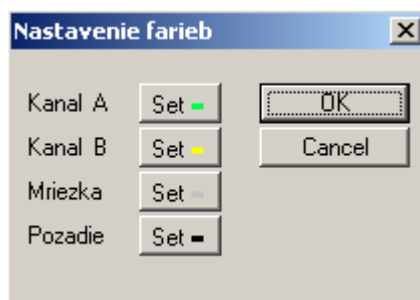 Nastavenie farieb
Kanal A Set OK
Kanal B Set Cancel
Mriezka Set
Pozadie Set